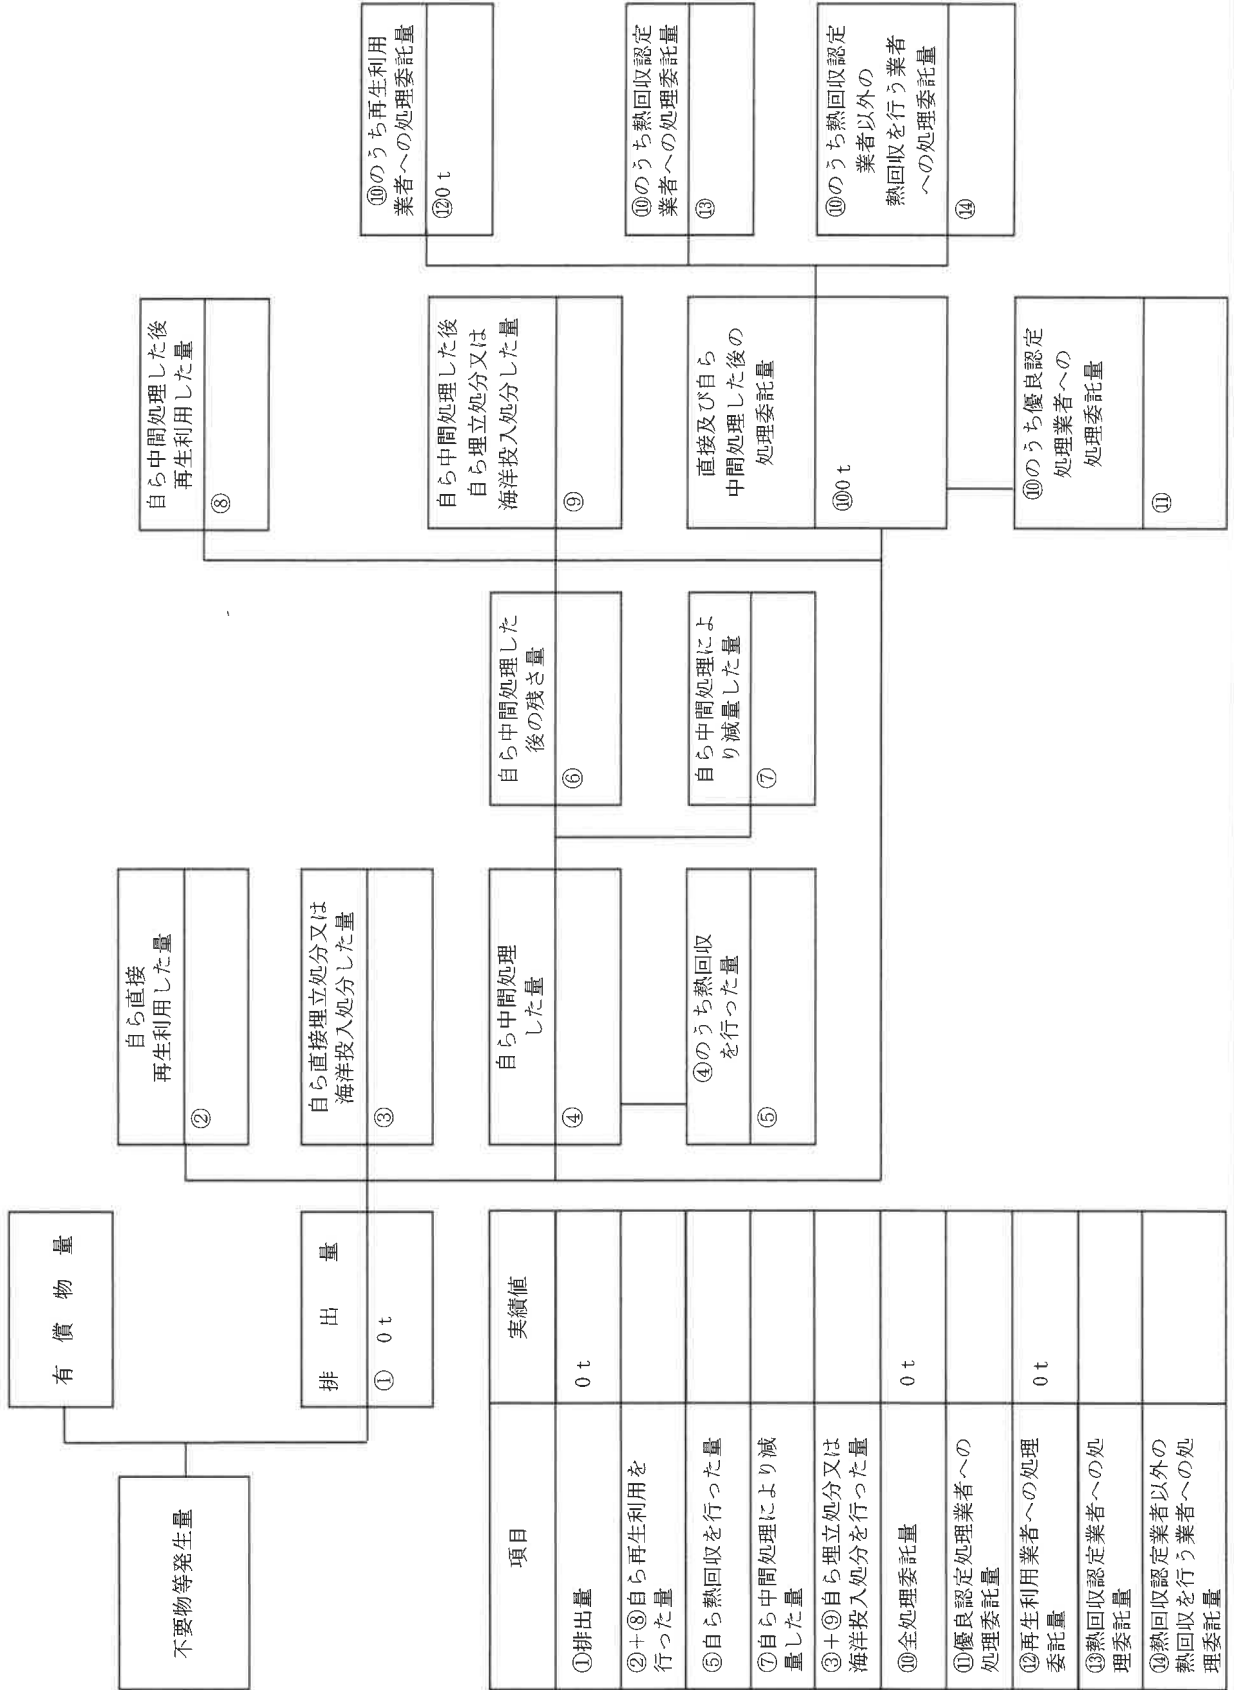 不要物等発生量
有償物量
排出量
① 0 t
自ら直接
再生利用した量
②
自ら直接埋立処分又は
海洋投入処分した量
③
自ら中間処理
した量
④
④のうち熱回収
を行った量
⑤
自ら中間処理した
後の残さ量
⑥
自ら中間処理によ
り減量した量
⑦
自ら中間処理した後
再生利用した量
⑧
自ら中間処理した後
自ら埋立処分又は
海洋投入処分した量
⑨
直接及び自ら
中間処理した後の
処理委託量
⑩0 t
⑩のうち優良認定
処理業者への
処理委託量
⑪
⑩のうち再生利用
業者への処理委託量
⑫0 t
⑩のうち熱回収認定
業者への処理委託量
⑬
⑩のうち熱回収認定
業者以外の
熱回収を行う業者
への処理委託量
⑭
項目
実績値
①排出量
0 t
②+⑧自ら再生利用を
行った量
⑤自ら熱回収を行った量
⑦自ら中間処理により減
量した量
③+⑨自ら埋立処分又は
海洋投入処分を行った量
⑩全処理委託量
0 t
⑪優良認定処理業者への
処理委託量
⑫再生利用業者への処理
委託量
0 t
⑬熱回収認定業者への処
理委託量
⑭熱回収認定業者以外の
熱回収を行う業者への処
理委託量